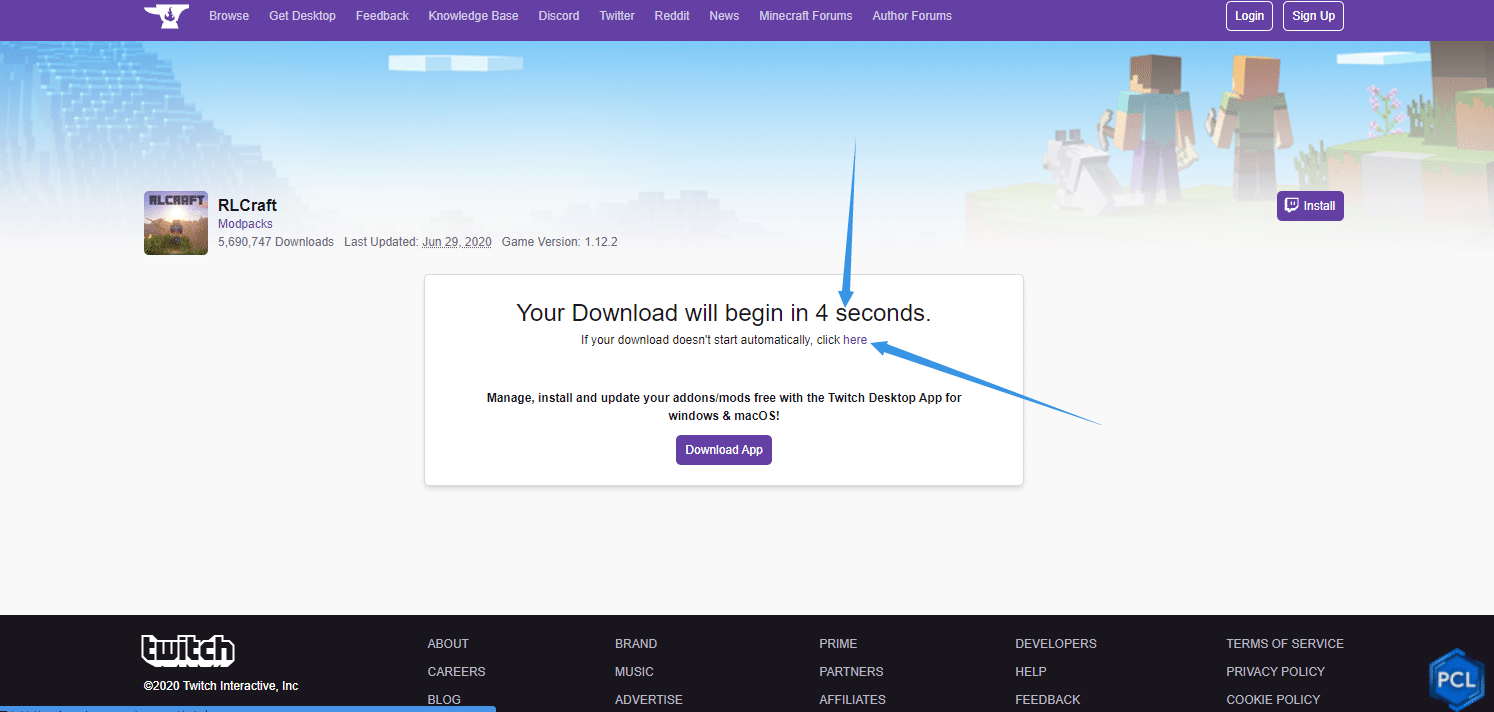 Browse Get Desktop Feedback Knowledge Base Discord Twitter Reddit News Minecraft Forums Author Forums Login Sign Up
RLCRAFT
RLCraft
Modpacks
Install
5,690,747 Downloads Last Updated: Jun 29, 2020 Game Version: 1.12.2
Your Download will begin in 4 seconds.
If your download doesn't start automatically, click here
Manage, install and update your addons/mods free with the Twitch Desktop App for
windows & macOS!
Download App
twitch
©2020 Twitch Interactive, Inc
ABOUT BRAND PRIME DEVELOPERS TERMS OF SERVICE
CAREERS MUSIC PARTNERS HELP PRIVACY POLICY
BLOG ADVERTISE AFFILIATES FEEDBACK COOKIE POLICY
PCL